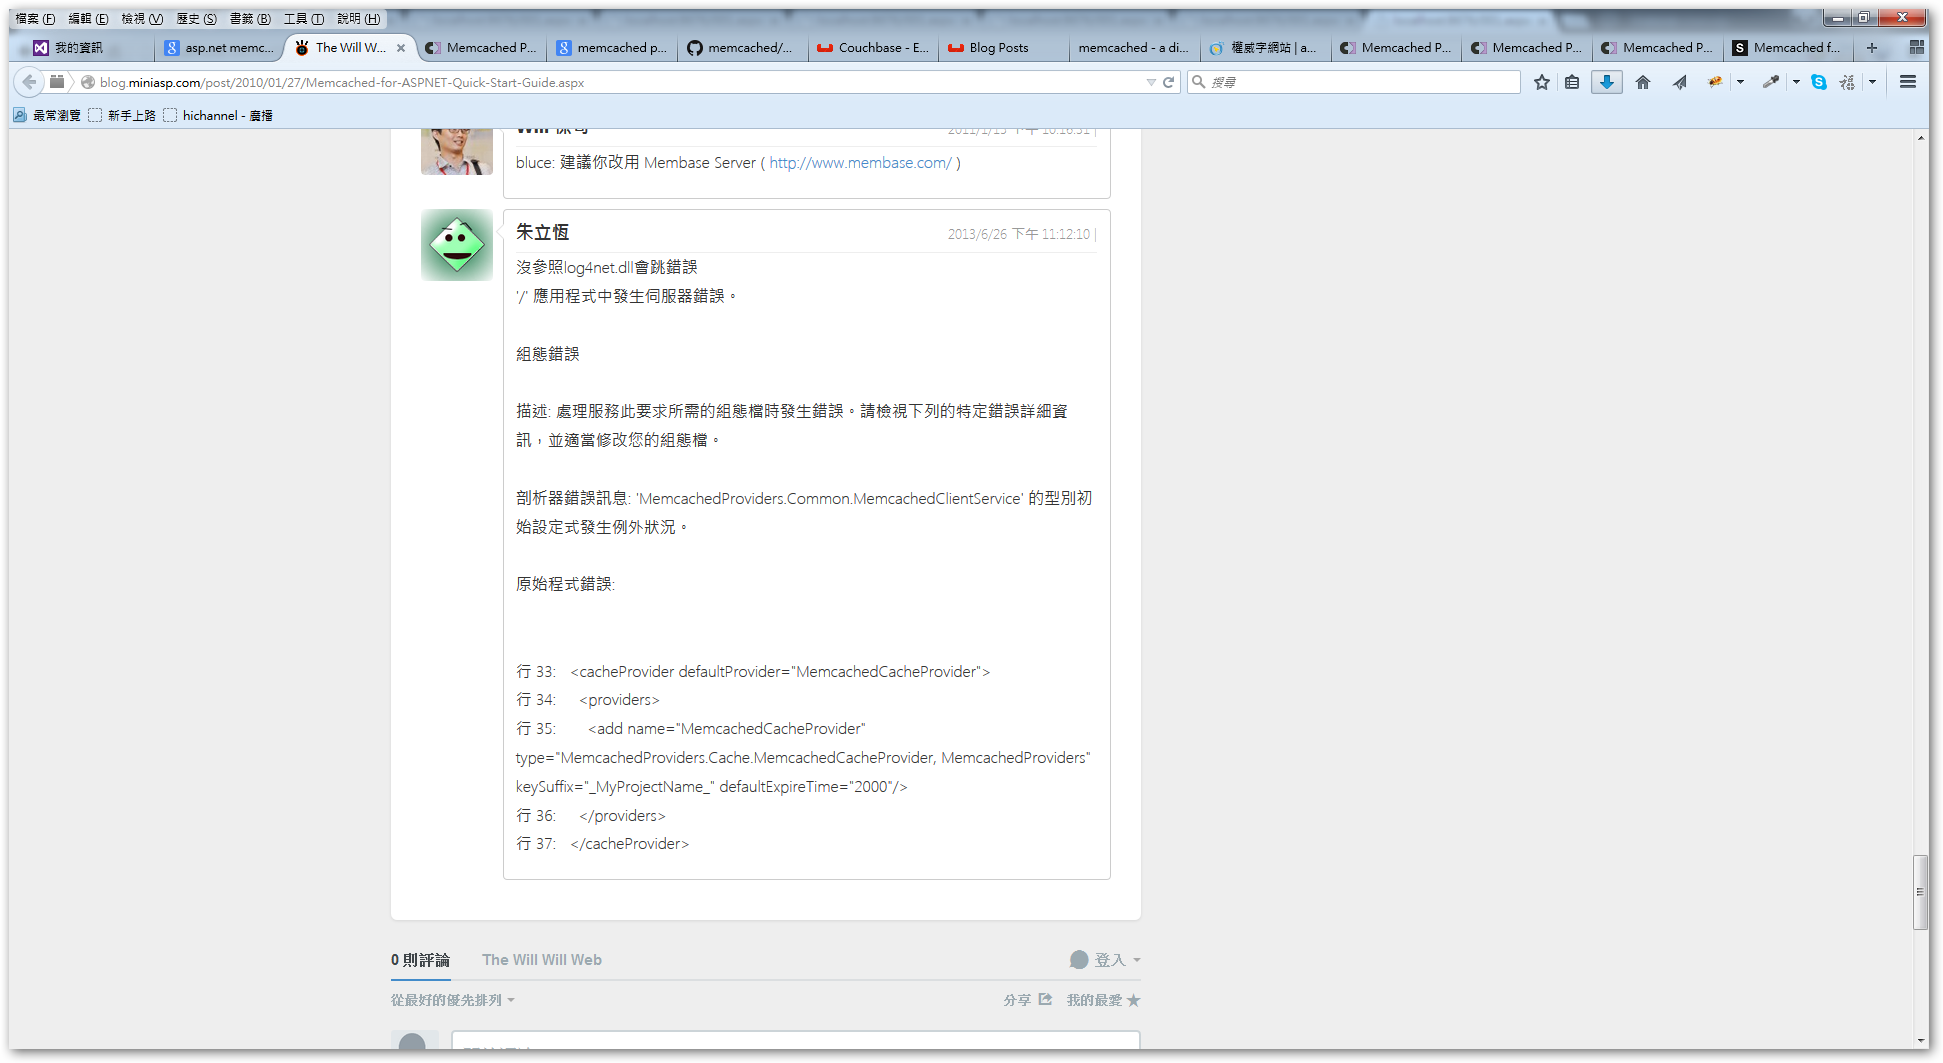 檔案 (F) 編輯 (E) 檢視 (V) 歷史 (S) 書籤 (B) 工具 (T) 說明 (H)
我的資訊
asp.net memc...
The Will W...
Memcached P...
memcached p...
memcached/...
Couchbase - E...
Blog Posts
memcached - a di...
權威字網站 | a...
Memcached P...
Memcached P...
Memcached P...
Memcached f...
blog.miniasp.com/post/2010/01/27/Memcached-for-ASPNET-Quick-Start-Guide.aspx
搜尋
最常瀏覽 新手上路 hichannel - 廣播
2011/1/15 下午 10:16:51 |
bluce: 建議你改用 Membase Server ( http://www.membase.com/ )
朱立恆
2013/6/26 下午 11:12:10 |
沒參照log4net.dll會跳錯誤
'/' 應用程式中發生伺服器錯誤。
組態錯誤
描述: 處理服務此要求所需的組態檔時發生錯誤。請檢視下列的特定錯誤詳細資
訊，並適當修改您的組態檔。
剖析器錯誤訊息: 'MemcachedProviders.Common.MemcachedClientService' 的型別初
始設定式發生例外狀況。
原始程式錯誤:
行 33: <cacheProvider defaultProvider="MemcachedCacheProvider">
行 34: <providers>
行 35: <add name="MemcachedCacheProvider"
type="MemcachedProviders.Cache.MemcachedCacheProvider, MemcachedProviders"
keySuffix="_MyProjectName_" defaultExpireTime="2000"/>
行 36: </providers>
行 37: </cacheProvider>
0 則評論
The Will Will Web
登入
從最好的優先排列
分享
我的最愛